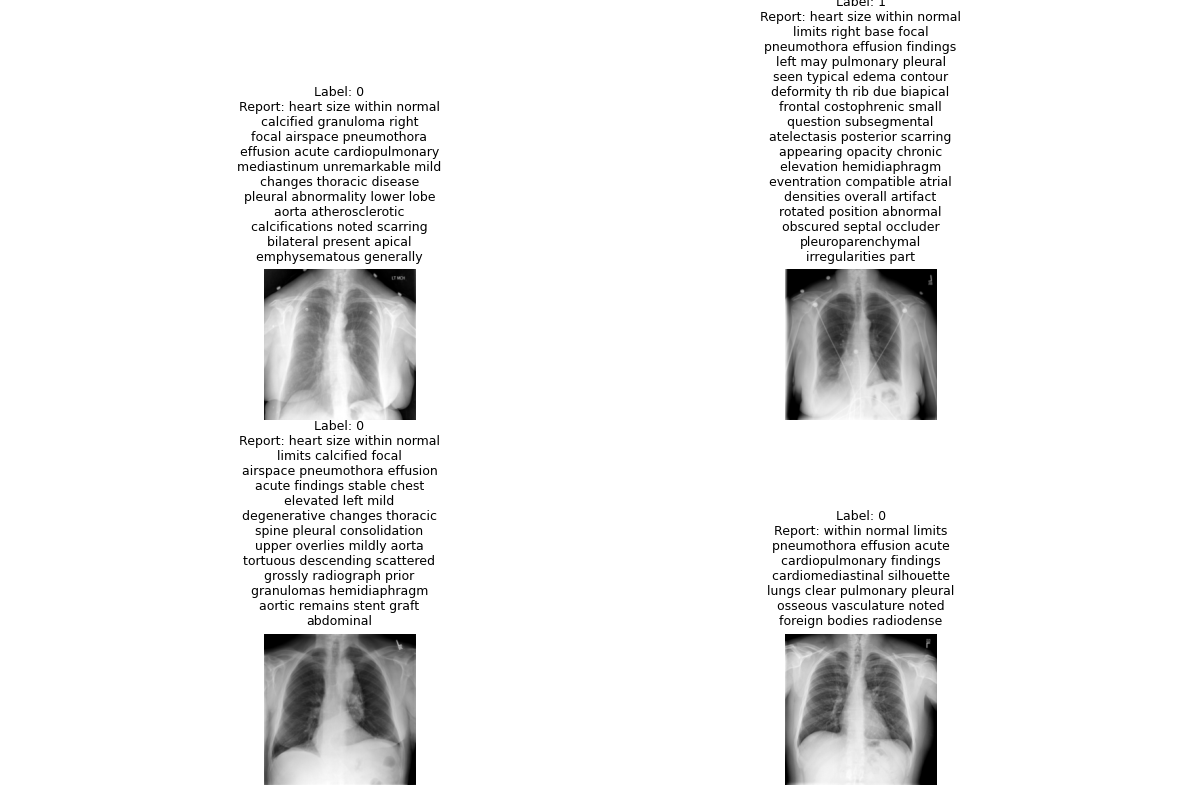 Label: 0
Report: heart size within normal
calcified granuloma right
focal airspace pneumothora
effusion acute cardiopulmonary
mediastinum unremarkable mild
changes thoracic disease
pleural abnormality lower lobe
aorta atherosclerotic
calcifications noted scarring
bilateral present apical
emphysematous generally
Label: 1
Report: heart size within normal
limits right base focal
pneumothora effusion findings
left may pulmonary pleural
seen typical edema contour
deformity th rib due biapical
frontal costophrenic small
question subsegmental
atelectasis posterior scarring
appearing opacity chronic
elevation hemidiaphragm
eventration compatible atrial
densities overall artifact
rotated position abnormal
obscured septal occluder
pleuroparenchymal
irregularities part
Label: 0
Report: heart size within normal
limits calcified focal
airspace pneumothora effusion
acute findings stable chest
elevated left mild
degenerative changes thoracic
spine pleural consolidation
upper overlies mildly aorta
tortuous descending scattered
grossly radiograph prior
granulomas hemidiaphragm
aortic remains stent graft
abdominal
Label: 0
Report: within normal limits
pneumothora effusion acute
cardiopulmonary findings
cardiomediastinal silhouette
lungs clear pulmonary pleural
osseous vasculature noted
foreign bodies radiodense